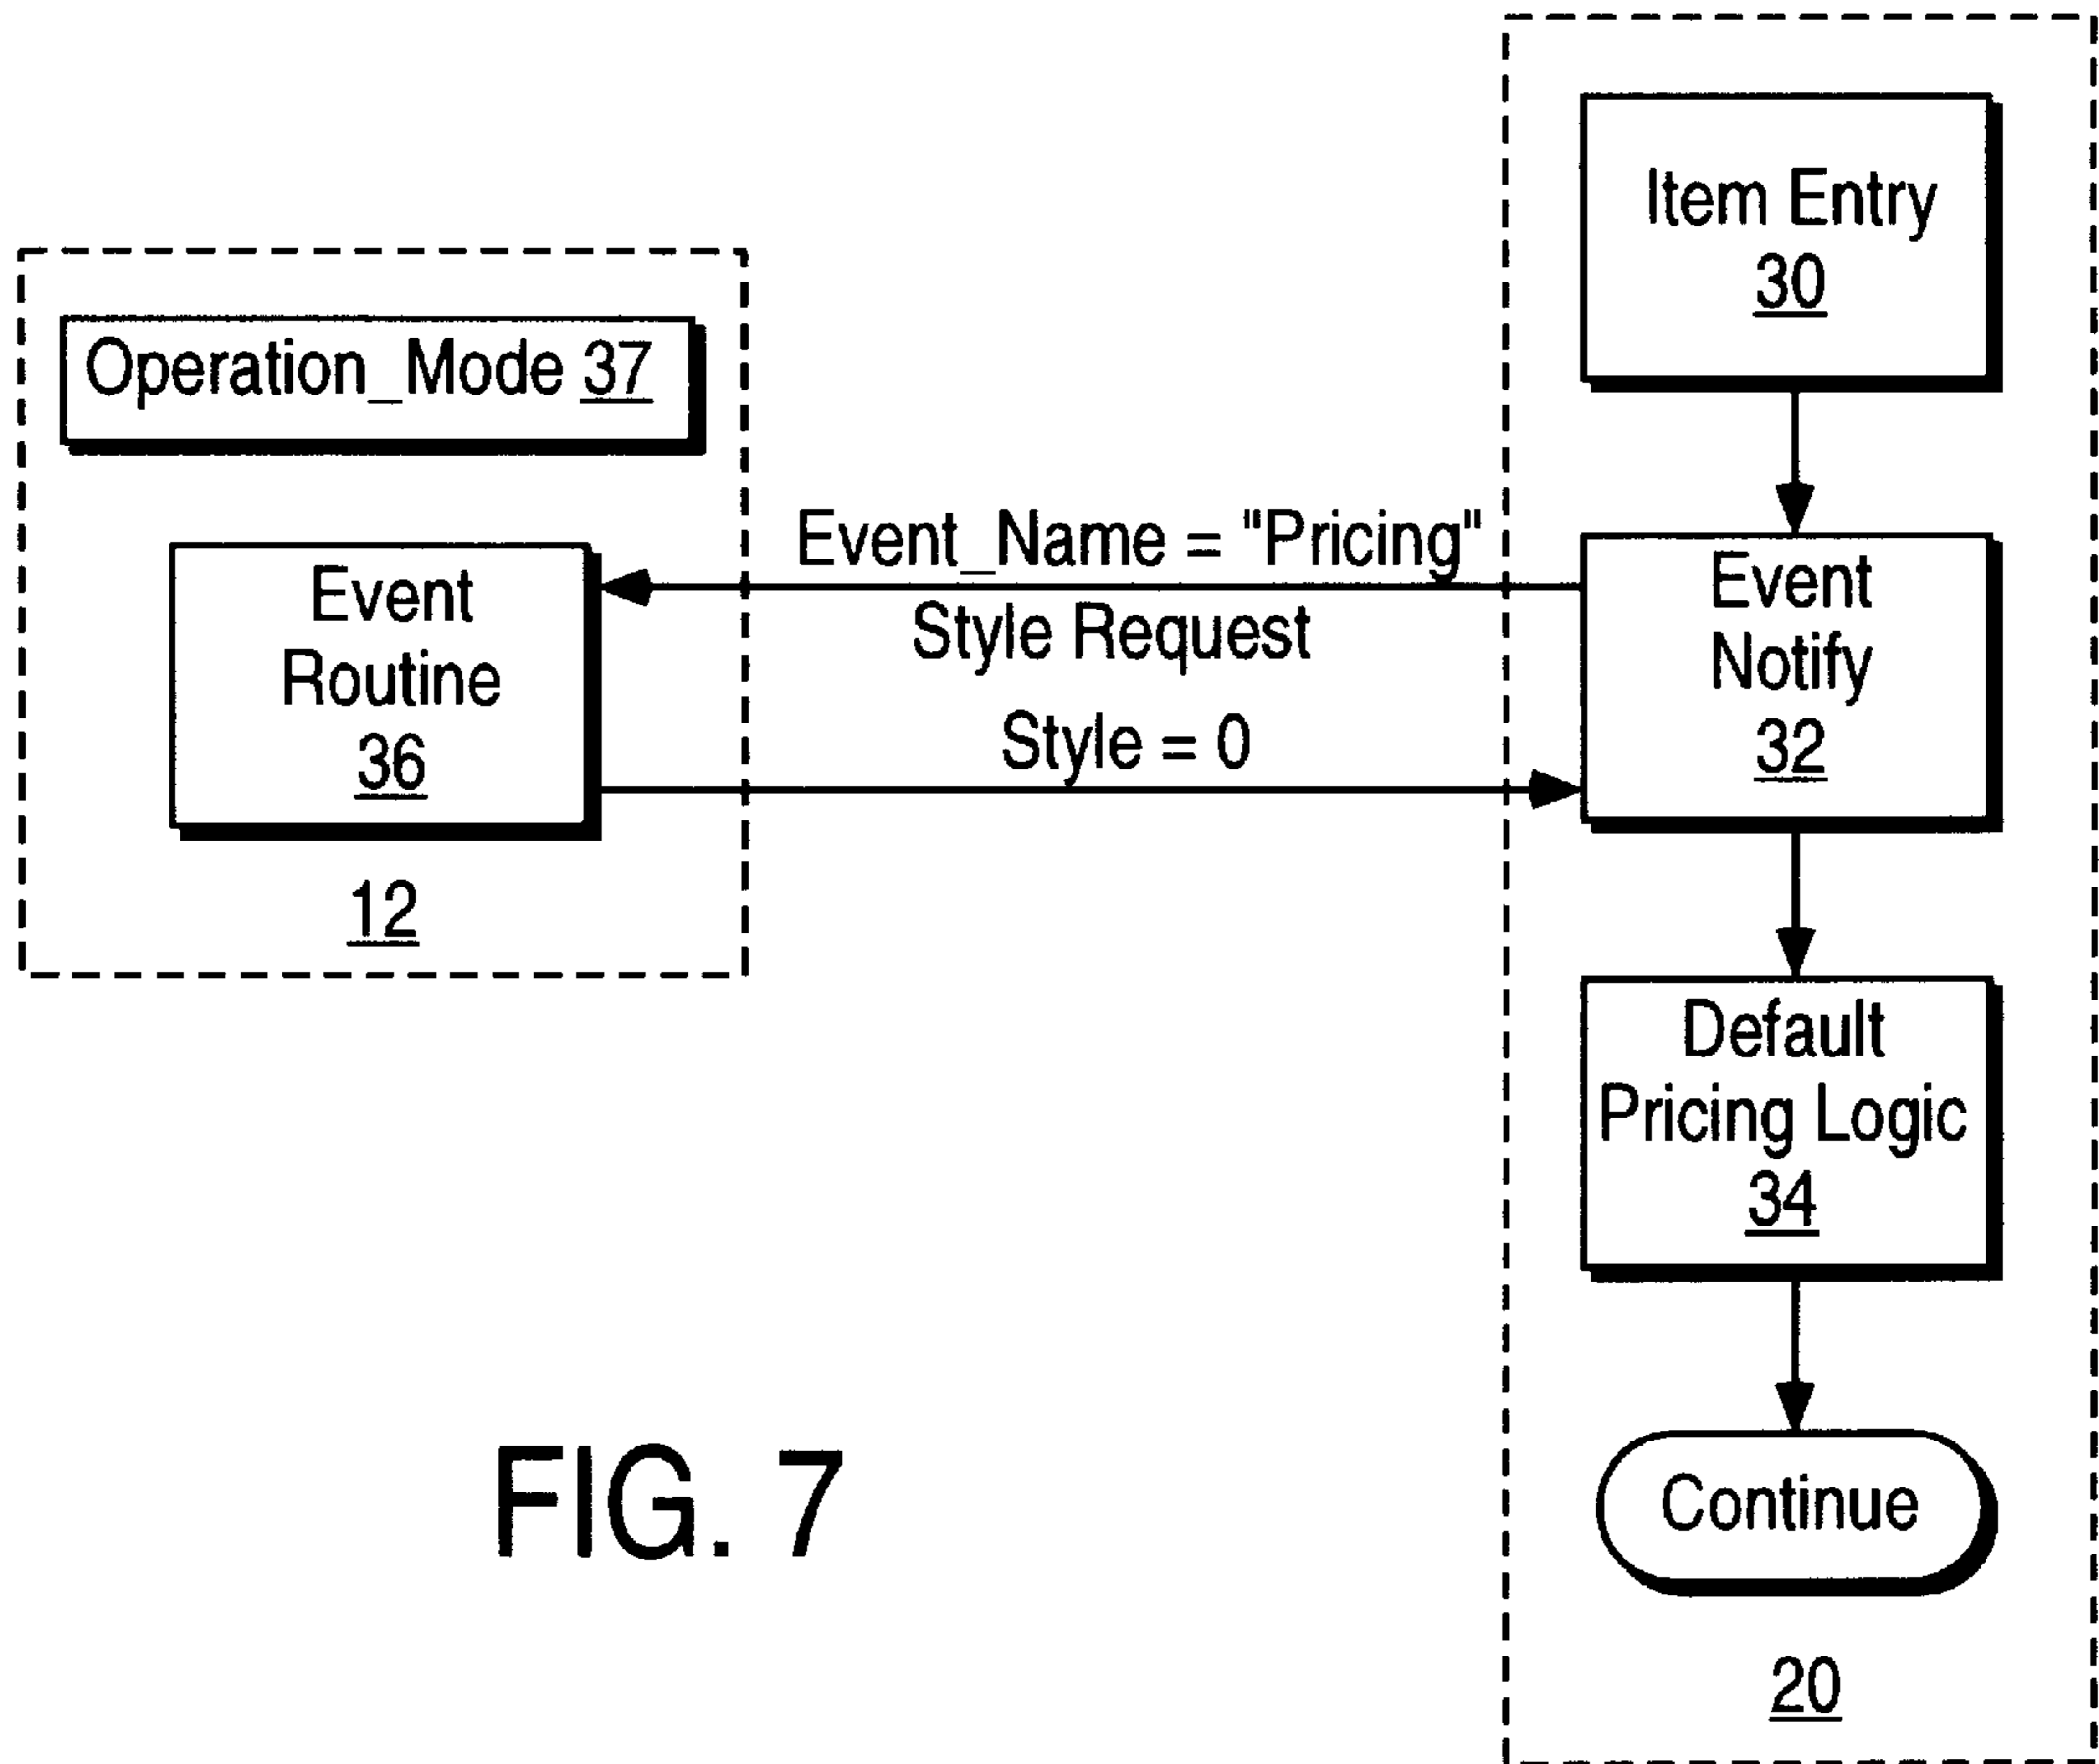 Item Entry
30
Operation_Mode 37
Event_Name = "Pricing"
Style Request
Style = 0
Event
Routine
36
12
Event
Notify
32
Default
Pricing Logic
34
Continue
20
FIG. 7